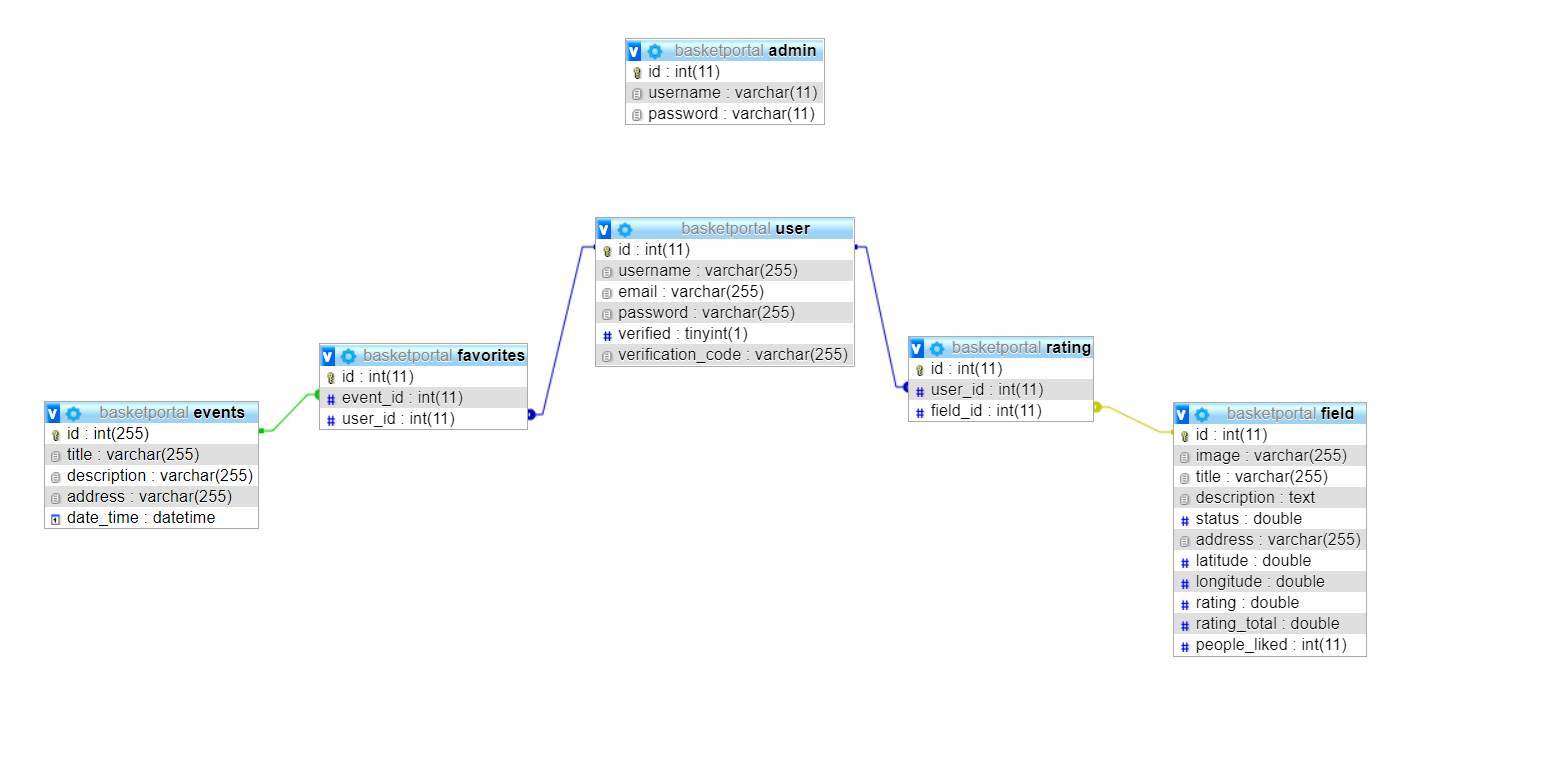 basketportal admin
id : int(11)
username : varchar(11)
password : varchar(11)
basketportal user
id : int(11)
username : varchar(255)
email : varchar(255)
password : varchar(255)
verified : tinyint(1)
verification_code : varchar(255)
basketportal favorites
id : int(11)
event_id : int(11)
user_id : int(11)
basketportal rating
id : int(11)
user_id : int(11)
field_id : int(11)
basketportal events
id : int(255)
title : varchar(255)
description : varchar(255)
address : varchar(255)
date_time : datetime
basketportal field
id : int(11)
image : varchar(255)
title : varchar(255)
description : text
status : double
address : varchar(255)
latitude : double
longitude : double
rating : double
rating_total : double
people_liked : int(11)